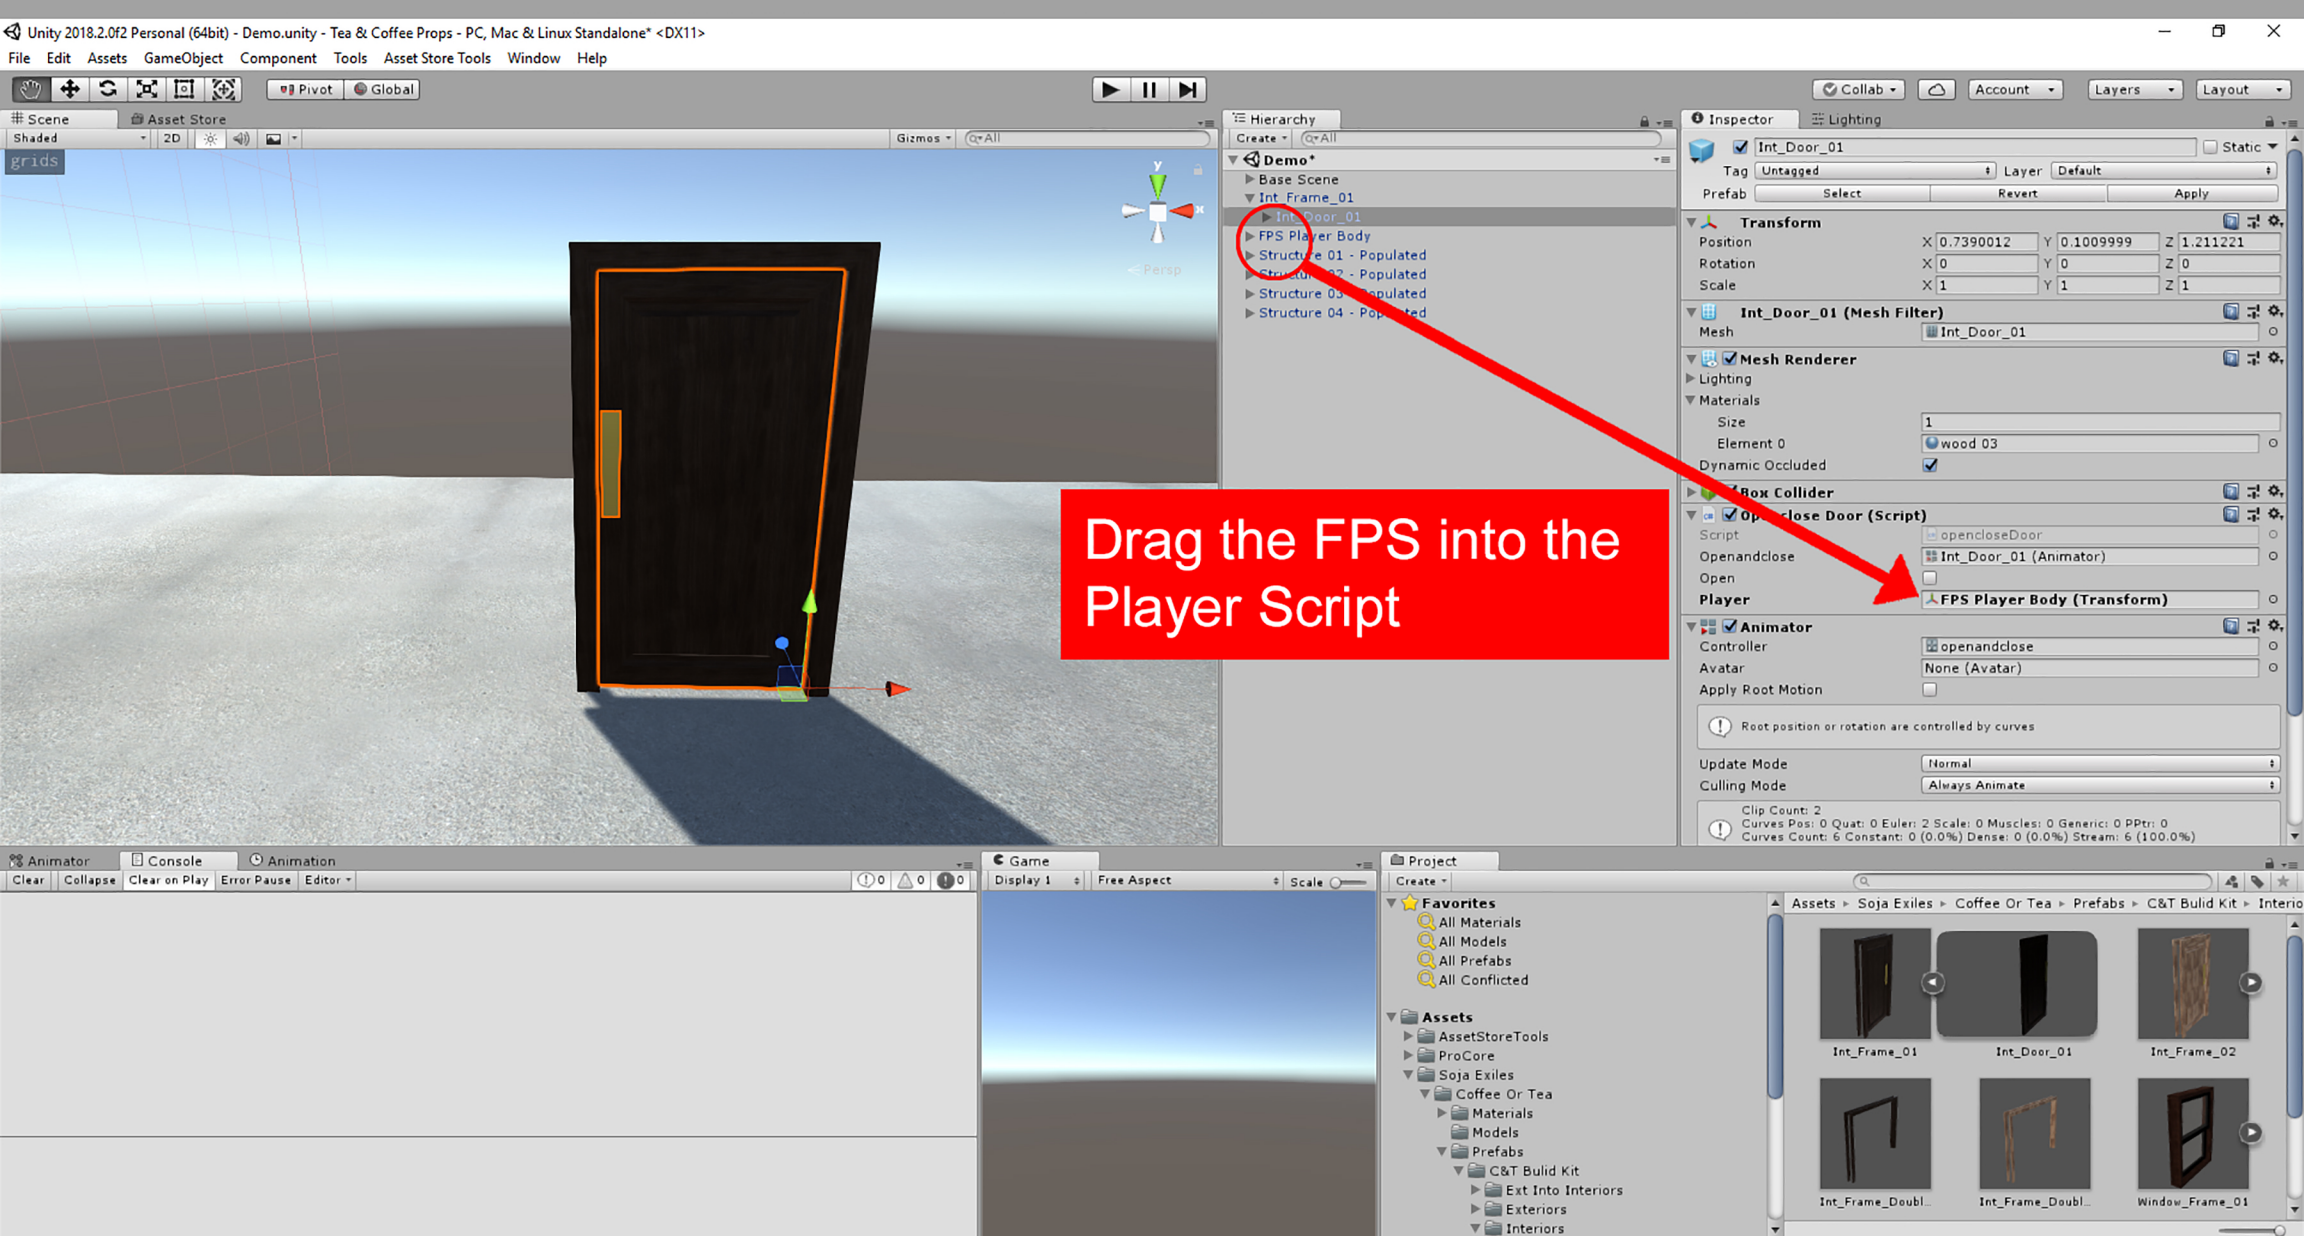 Unity 2018.2.0f2 Personal (64bit) - Demo.unity - Tea & Coffee Props - PC, Mac & Linux Standalone* <DX11>
File Edit Assets GameObject Component Tools Asset Store Tools Window Help
Pivot Global
Collab Account Layers Layout
Scene Asset Store
Shaded 2D Gizmos All
grids
y
x
Persp
Hierarchy
Create All
Demo*
Base Scene
Int_Frame_01
Int_Door_01
FPS Player Body
Structure 01 - Populated
Structure 02 - Populated
Structure 03 - Populated
Structure 04 - Populated
Drag the FPS into the
Player Script
Inspector Lighting
Int_Door_01 Static
Tag Untagged Layer Default
Prefab Select Revert Apply
Transform
Position X 0.7390012 Y 0.1009999 Z 1.211221
Rotation X 0 Y 0 Z 0
Scale X 1 Y 1 Z 1
Int_Door_01 (Mesh Filter)
Mesh Int_Door_01
Mesh Renderer
Lighting
Materials
Size 1
Element 0 wood 03
Dynamic Occluded
Box Collider
Openclose Door (Script)
Script opencloseDoor
Openandclose Int_Door_01 (Animator)
Open
Player FPS Player Body (Transform)
Animator
Controller openandclose
Avatar None (Avatar)
Apply Root Motion
Root position or rotation are controlled by curves
Update Mode Normal
Culling Mode Always Animate
Clip Count: 2
Curves Pos: 0 Quat: 0 Euler: 2 Scale: 0 Muscles: 0 Generic: 0 PPtr: 0
Curves Count: 6 Constant: 0 (0.0%) Dense: 0 (0.0%) Stream: 6 (100.0%)
Animator Console Animation
Clear Collapse Clear on Play Error Pause Editor 0 0 0
Game
Display 1 Free Aspect Scale
Project
Create
Favorites
All Materials
All Models
All Prefabs
All Conflicted
Assets
AssetStoreTools
ProCore
Soja Exiles
Coffee Or Tea
Materials
Models
Prefabs
C&T Bulid Kit
Ext Into Interiors
Exteriors
Interiors
Assets Soja Exiles Coffee Or Tea Prefabs C&T Bulid Kit Interio
Int_Frame_01 Int_Door_01 Int_Frame_02
Int_Frame_Doubl... Int_Frame_Doubl... Window_Frame_01